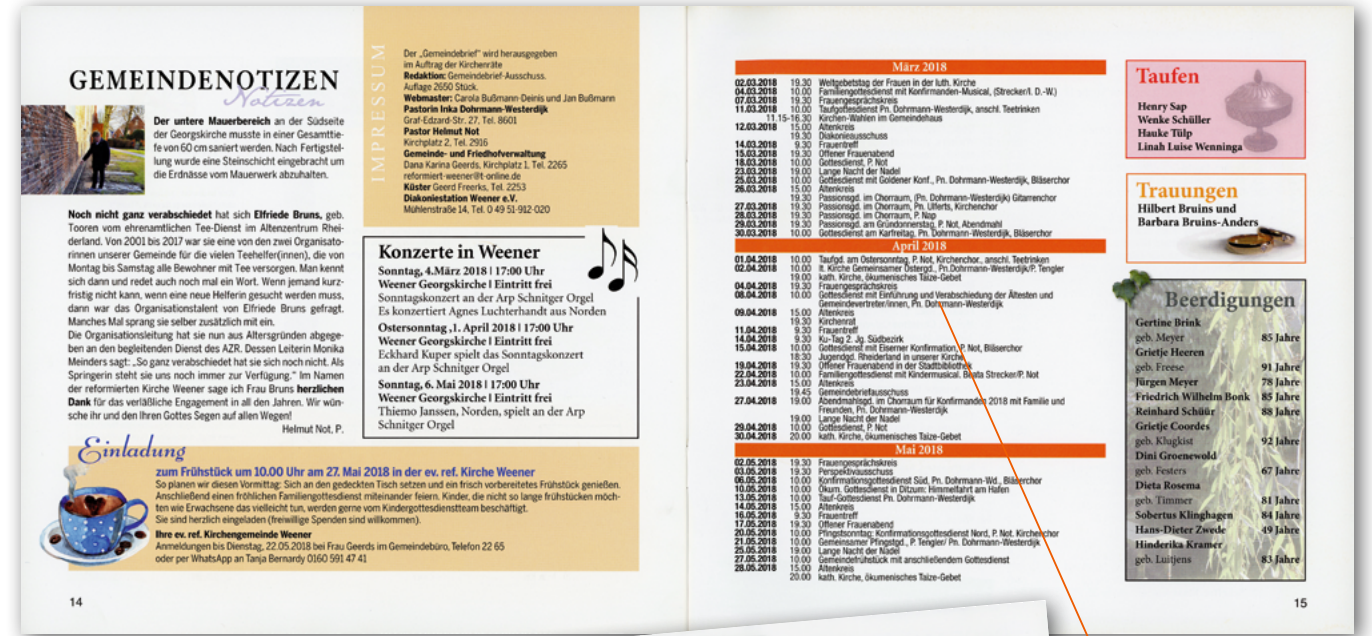 GEMEINDENOTIZEN
Notizen
Der untere Mauerbereich an der Südseite
der Georgskirche musste in einer Gesamttie-
fe von 60 cm saniert werden. Nach Fertigstel-
lung wurde eine Steinschicht eingebracht um
die Erdnässe vom Mauerwerk abzuhalten.
Noch nicht ganz verabschiedet hat sich Elfriede Bruns, geb.
Tooren vom ehrenamtlichen Tee-Dienst im Altenzentrum Rhei-
derland. Von 2001 bis 2017 war sie eine von den zwei Organisato-
rinnen unserer Gemeinde für die vielen Teehelfer(innen), die von
Montag bis Samstag alle Bewohner mit Tee versorgen. Man kennt
sich dann und redet auch noch mal ein Wort. Wenn jemand kurz-
fristig nicht kann, wenn eine neue Helferin gesucht werden muss,
dann war das Organisationstalent von Elfriede Bruns gefragt.
Manches Mal sprang sie selber zusätzlich mit ein.
Die Organisationsleitung hat sie nun aus Altersgründen abgege-
ben an den begleitenden Dienst des AZR. Dessen Leiterin Monika
Meinders sagt: „So ganz verabschiedet hat sie sich noch nicht. Als
Springerin steht sie uns noch immer zur Verfügung.“ Im Namen
der reformierten Kirche Weener sage ich Frau Bruns herzlichen
Dank für das verläßliche Engagement in all den Jahren. Wir wün-
sche ihr und den Ihren Gottes Segen auf allen Wegen!
Helmut Not, P.
IMPRESSUM
Der „Gemeindebrief“ wird herausgegeben
im Auftrag der Kirchenräte
Redaktion: Gemeindebrief-Ausschuss.
Auflage 2650 Stück.
Webmaster: Carola Bußmann-Deinis und Jan Bußmann
Pastorin Inka Dohrmann-Westerdijk
Graf-Edzard-Str. 27, Tel. 8601
Pastor Helmut Not
Kirchplatz 2, Tel. 2916
Gemeinde- und Friedhofverwaltung
Dana Karina Geerds, Kirchplatz 1, Tel. 2265
reformiert-weener@t-online.de
Küster Geerd Freerks, Tel. 2253
Diakoniestation Weener e.V.
Mühlenstraße 14, Tel. 0 49 51-912-020
Konzerte in Weener
Sonntag, 4.März 2018 | 17:00 Uhr
Weener Georgskirche | Eintritt frei
Sonntagskonzert an der Arp Schnitger Orgel
Es konzertiert Agnes Luchterhandt aus Norden
Ostersonntag ,1. April 2018 | 17:00 Uhr
Weener Georgskirche | Eintritt frei
Eckhard Kuper spielt das Sonntagskonzert
an der Arp Schnitger Orgel
Sonntag, 6. Mai 2018 | 17:00 Uhr
Weener Georgskirche | Eintritt frei
Thiemo Janssen, Norden, spielt an der Arp
Schnitger Orgel
Einladung
zum Frühstück um 10.00 Uhr am 27. Mai 2018 in der ev. ref. Kirche Weener
So planen wir diesen Vormittag: Sich an den gedeckten Tisch setzen und ein frisch vorbereitetes Frühstück genießen.
Anschließend einen fröhlichen Familiengottesdienst miteinander feiern. Kinder, die nicht so lange frühstücken möch-
ten wie Erwachsene das vielleicht tun, werden gerne vom Kindergottesdienstteam beschäftigt.
Sie sind herzlich eingeladen (freiwillige Spenden sind willkommen).
Ihre ev. ref. Kirchengemeinde Weener
Anmeldungen bis Dienstag, 22.05.2018 bei Frau Geerds im Gemeindebüro, Telefon 22 65
oder per WhatsApp an Tanja Bernardy 0160 591 47 41
14
März 2018
02.03.2018 19.30 Weltgebetstag der Frauen in der luth. Kirche
04.03.2018 10.00 Familiengottesdienst mit Konfirmanden-Musical, (Strecker/I. D.-W.)
07.03.2018 19.30 Frauengesprächskreis
11.03.2018 10.00 Taufgottesdienst Pn. Dohrmann-Westerdijk, anschl. Teetrinken
11.15-16.30 Kirchen-Wahlen im Gemeindehaus
12.03.2018 15.00 Altenkreis
19.30 Diakonieausschuss
14.03.2018 9.30 Frauentreff
15.03.2018 19.30 Offener Frauenabend
18.03.2018 10.00 Gottesdienst, P. Not
23.03.2018 19.00 Lange Nacht der Nadel
25.03.2018 10.00 Gottesdienst mit Goldener Konf., Pn. Dohrmann-Westerdijk, Bläserchor
26.03.2018 15.00 Altenkreis
19.30 Passionsgd. im Chorraum, (Pn. Dohrmann-Westerdijk) Gitarrenchor
27.03.2018 19.30 Passionsgd. im Chorraum, Pn. Ulferts, Kirchenchor
28.03.2018 19.30 Passionsgd. im Chorraum, P. Nap
29.03.2018 19.30 Passionsgd. am Gründonnerstag, P. Not, Abendmahl
30.03.2018 10.00 Gottesdienst am Karfreitag, Pn. Dohrmann-Westerdijk, Bläserchor
April 2018
01.04.2018 10.00 Taufgd. am Ostersonntag, P. Not, Kirchenchor., anschl. Teetrinken
02.04.2018 10.00 lt. Kirche Gemeinsamer Ostergd., Pn.Dohrmann-Westerdijk/P. Tengler
19.00 kath. Kirche, ökumenisches Taize-Gebet
04.04.2018 19.30 Frauengesprächskreis
08.04.2018 10.00 Gottesdienst mit Einführung und Verabschiedung der Ältesten und
Gemeindevertreter/innen, Pn. Dohrmann-Westerdijk
09.04.2018 15.00 Altenkreis
19.30 Kirchenrat
11.04.2018 9.30 Frauentreff
14.04.2018 9.30 Ku-Tag 2. Jg. Südbezirk
15.04.2018 10.00 Gottesdienst mit Eiserner Konfirmation, P. Not, Bläserchor
18:30 Jugendgd. Rheiderland in unserer Kirche
19.04.2018 19.30 Offener Frauenabend in der Stadtbibliothek
22.04.2018 10.00 Familiengottesdienst mit Kindermusical. Beata Strecker/P. Not
23.04.2018 15.00 Altenkreis
19.45 Gemeindebriefausschuss
27.04.2018 19.00 Abendmahlsgd. im Chorraum für Konfirmanden 2018 mit Familie und
Freunden, Pn. Dohrmann-Westerdijk
19.00 Lange Nacht der Nadel
29.04.2018 10.00 Gottesdienst, P. Not
30.04.2018 20.00 kath. Kirche, ökumenisches Taize-Gebet
Mai 2018
02.05.2018 19.30 Frauengesprächskreis
03.05.2018 19.30 Perspektivausschuss
06.05.2018 10.00 Konfirmationsgottesdienst Süd, Pn. Dohrmann-Wd., Bläserchor
10.05.2018 10.00 Ökum. Gottesdienst in Ditzum: Himmelfahrt am Hafen
13.05.2018 10.00 Tauf-Gottesdienst Pn. Dohrmann-Westerdijk
14.05.2018 15.00 Altenkreis
16.05.2018 9.30 Frauentreff
17.05.2018 19.30 Offener Frauenabend
20.05.2018 10.00 Pfingstsonntag: Konfirmationsgottesdienst Nord, P. Not. Kirchenchor
21.05.2018 10.00 Gemeinsamer Pfingstgd., P. Tengler/ Pn. Dohrmann-Westerdijk
25.05.2018 19.00 Lange Nacht der Nadel
27.05.2018 10.00 Gemeindefrühstück mit anschließendem Gottesdienst
28.05.2018 15.00 Altenkreis
20.00 kath. Kirche, ökumenisches Taize-Gebet
Taufen
Henry Sap
Wenke Schüller
Hauke Tülp
Linah Luise Wenninga
Trauungen
Hilbert Bruins und
Barbara Bruins-Anders
Beerdigungen
Gertine Brink
geb. Meyer 85 Jahre
Grietje Heeren
geb. Freese 91 Jahre
Jürgen Meyer 78 Jahre
Friedrich Wilhelm Bonk 85 Jahre
Reinhard Schüür 88 Jahre
Grietje Coordes
geb. Klugkist 92 Jahre
Dini Groenewold
geb. Festers 67 Jahre
Dieta Rosema
geb. Timmer 81 Jahre
Sobertus Klinghagen 84 Jahre
Hans-Dieter Zwede 49 Jahre
Hinderika Kramer
geb. Luitjens 83 Jahre
15